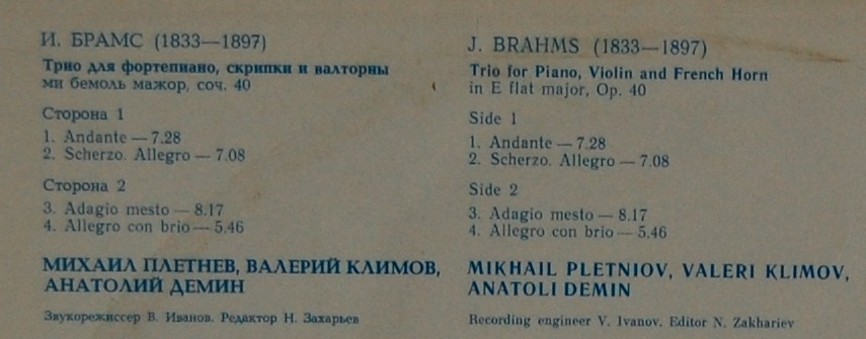 И. БРАМС (1833—1897)
Трио для фортепиано, скрипки и валторны
ми бемоль мажор, соч. 40
Сторона 1
1. Andante — 7.28
2. Scherzo. Allegro — 7.08
Сторона 2
3. Adagio mesto — 8.17
4. Allegro con brio — 5.46
МИХАИЛ ПЛЕТНЕВ, ВАЛЕРИЙ КЛИМОВ,
АНАТОЛИЙ ДЕМИН
Звукорежиссер В. Иванов. Редактор Н. Захарьев
J. BRAHMS (1833—1897)
Trio for Piano, Violin and French Horn
in E flat major, Op. 40
Side 1
1. Andante — 7.28
2. Scherzo. Allegro — 7.08
Side 2
3. Adagio mesto — 8.17
4. Allegro con brio — 5.46
MIKHAIL PLETNIOV, VALERI KLIMOV,
ANATOLI DEMIN
Recording engineer V. Ivanov. Editor N. Zakhariev